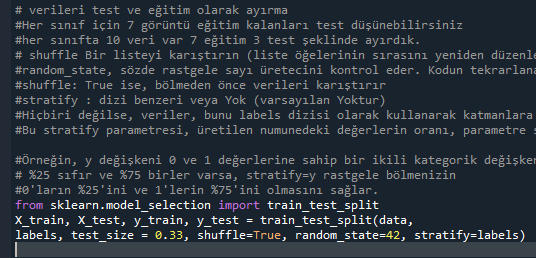 # verileri test ve eğitim olarak ayırma
#Her sınıf için 7 görüntü eğitim kalanları test düşünebilirsiniz
#her sınıfta 10 veri var 7 eğitim 3 test şeklinde ayırdık.
# shuffle Bir listeyi karıştırın (liste öğelerinin sırasını yeniden düzenle
#random_state, sözde rastgele sayı üretecini kontrol eder. Kodun tekrarlana
#shuffle: True ise, bölmeden önce verileri karıştırır
#stratify : dizi benzeri veya Yok (varsayılan Yoktur)
#Hiçbiri değilse, veriler, bunu labels dizisi olarak kullanarak katmanlara
#Bu stratify parametresi, üretilen numunedeki değerlerin oranı, parametre s
#Örneğin, y değişkeni 0 ve 1 değerlerine sahip bir ikili kategorik değişken
# %25 sıfır ve %75 birler varsa, stratify=y rastgele bölmenizin
#0'ların %25'ini ve 1'lerin %75'ini olmasını sağlar.
from sklearn.model_selection import train_test_split
X_train, X_test, y_train, y_test = train_test_split(data,
labels, test_size = 0.33, shuffle=True, random_state=42, stratify=labels)